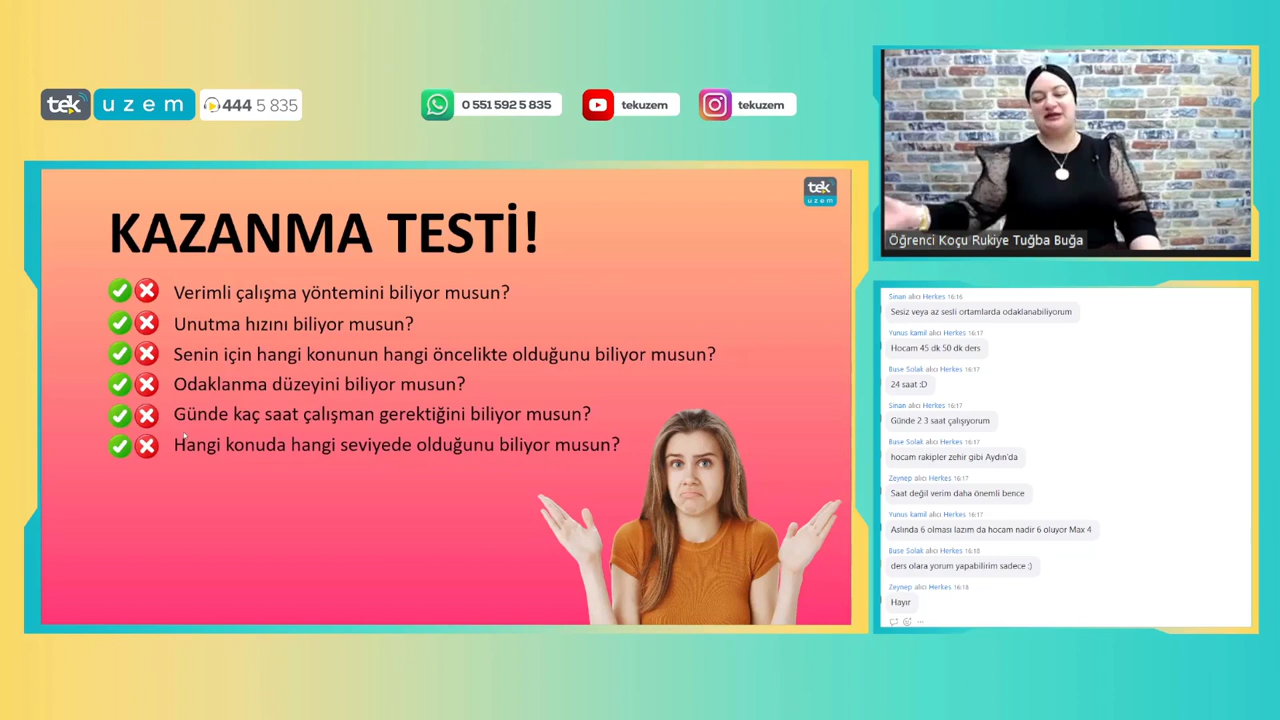 tek
uzem
444 5 835
0 551 592 5 835
tekuzem
tekuzem
tek
uzem
KAZANMA TESTİ!
Verimli çalışma yöntemini biliyor musun?
Unutma hızını biliyor musun?
Senin için hangi konunun hangi öncelikte olduğunu biliyor musun?
Odaklanma düzeyini biliyor musun?
Günde kaç saat çalışman gerektiğini biliyor musun?
Hangi konuda hangi seviyede olduğunu biliyor musun?
Öğrenci Koçu Rukiye Tuğba Buğa
Sinan alıcı Herkes 16:16
Sesiz veya az sesli ortamlarda odaklanabiliyorum
Yunus kamil alıcı Herkes 16:17
Hocam 45 dk 50 dk ders
Buse Solak alıcı Herkes 16:17
24 saat :D
Sinan alıcı Herkes 16:17
Günde 2 3 saat çalışıyorum
Buse Solak alıcı Herkes 16:17
hocam rakipler zehir gibi Aydın'da
Zeynep alıcı Herkes 16:17
Saat değil verim daha önemli bence
Yunus kamil alıcı Herkes 16:17
Aslında 6 olması lazım da hocam nadir 6 oluyor Max 4
Buse Solak alıcı Herkes 16:18
ders olara yorum yapabilirim sadece :)
Zeynep alıcı Herkes 16:18
Hayır